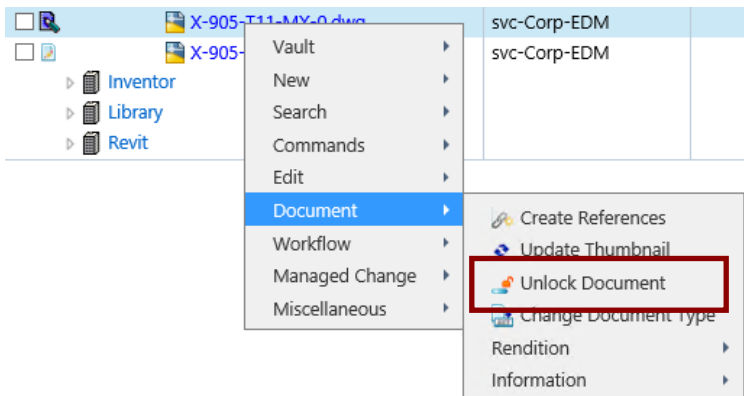 X-905-T11-MY-0.dwg svc-Corp-EDM
X-905- svc-Corp-EDM
Inventor
Library
Revit
Vault
New
Search
Commands
Edit
Document
Workflow
Managed Change
Miscellaneous
Create References
Update Thumbnail
Unlock Document
Change Document Type
Rendition
Information